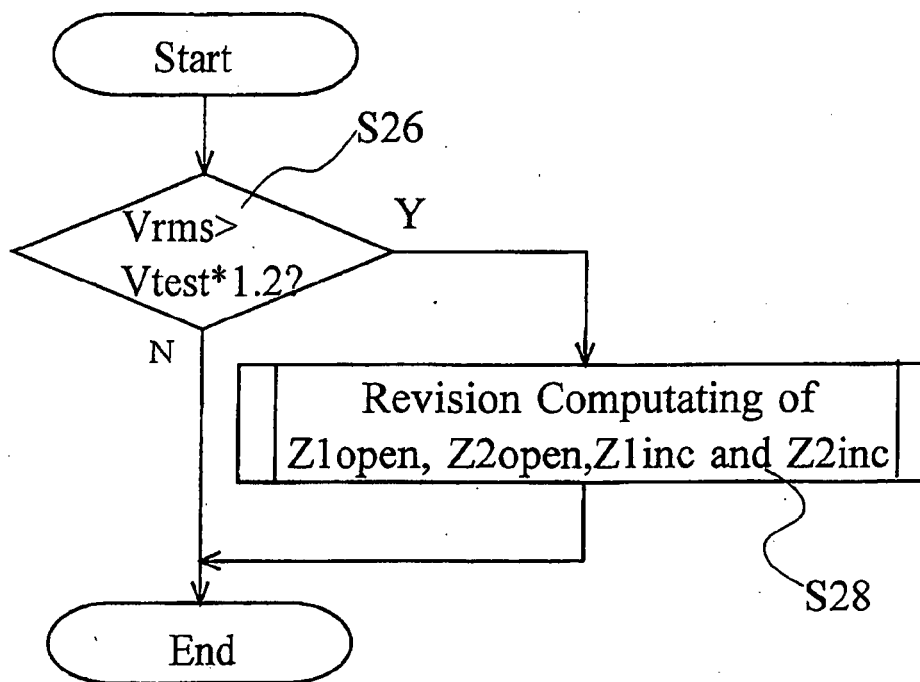 Start
S26
Vrms>
Vtest*1.2?
Y
N
Revision Computating of
Z1open, Z2open,Z1inc and Z2inc
S28
End